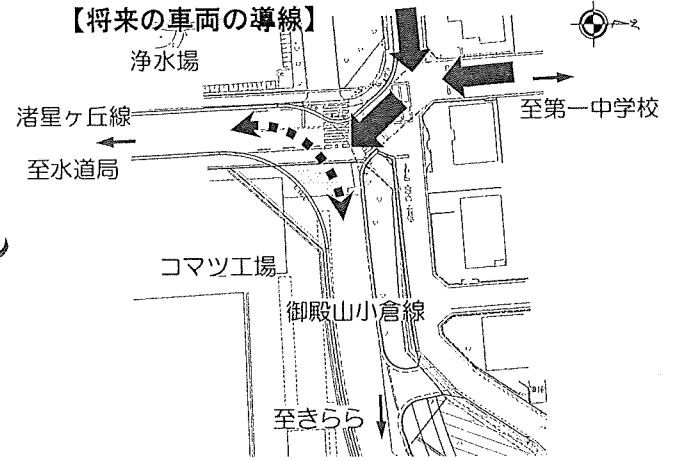 【将来の車両の導線】
浄水場
至第一中学校
渚星ヶ丘線
至水道局
コマツ工場
御殿山小倉線
至きらら